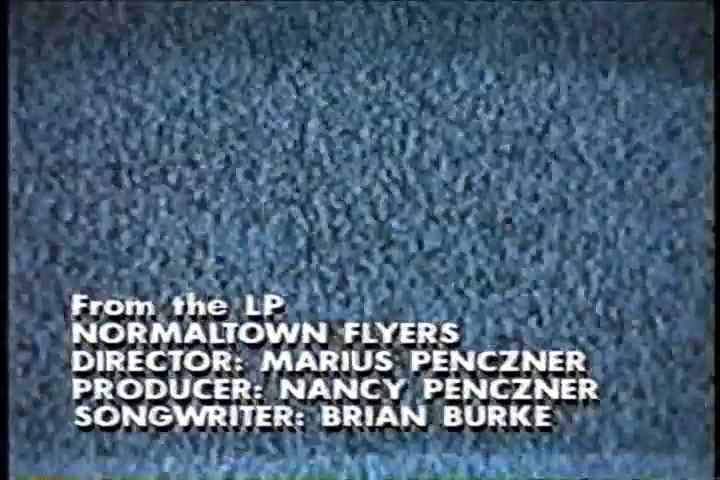 From the LP
NORMALTOWN FLYERS
DIRECTOR: MARIUS PENCZNER
PRODUCER: NANCY PENCZNER
SONGWRITER: BRIAN BURKE